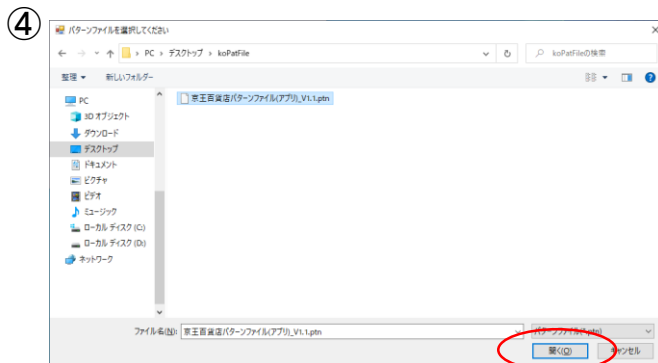 ④
パターンファイルを選択してください
PC > デスクトップ > koPatFile
koPatFileの検索
整理 新しいフォルダー
PC
3D オブジェクト
ダウンロード
デスクトップ
ドキュメント
ピクチャ
ビデオ
ミュージック
ローカル ディスク (C:)
ローカル ディスク (D:)
ネットワーク
京王百貨店パターンファイル(アプリ)_V1.1.ptn
ファイル名(N): 京王百貨店パターンファイル(アプリ)_V1.1.ptn
パターンファイル(*.ptn)
開く(O) キャンセル